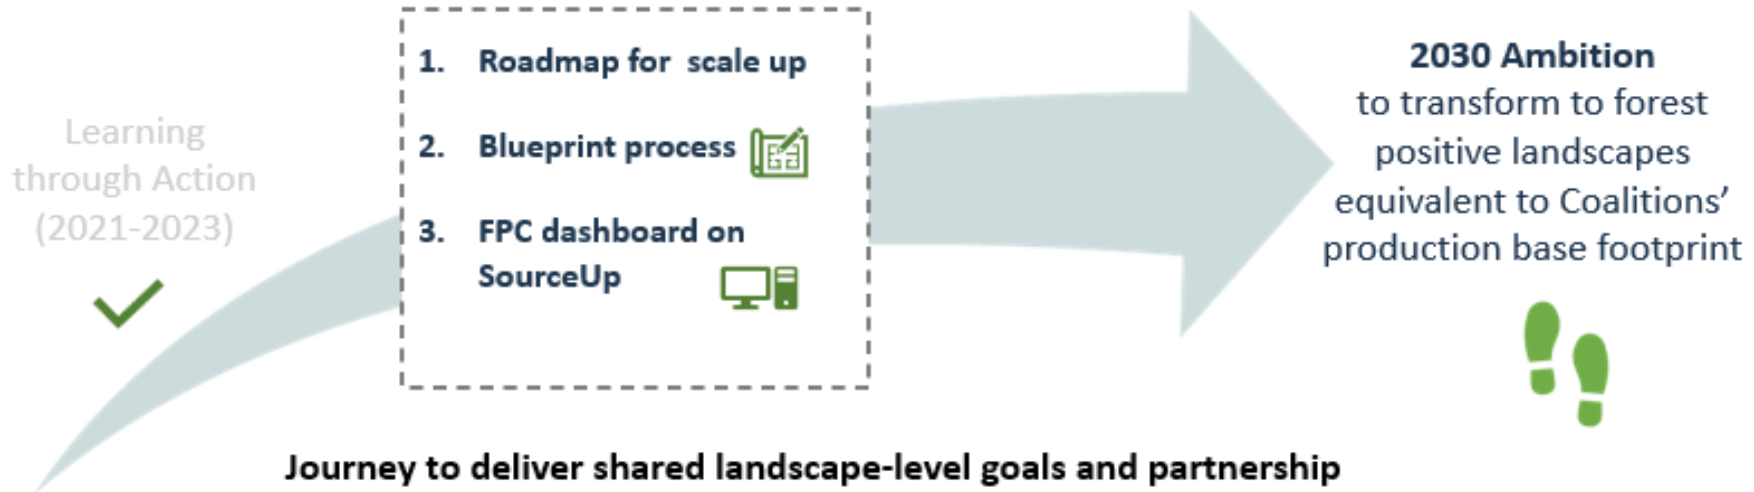 Learning
through Action
(2021-2023)
1. Roadmap for scale up
2. Blueprint process
3. FPC dashboard on
SourceUp
2030 Ambition
to transform to forest
positive landscapes
equivalent to Coalitions’
production base footprint
Journey to deliver shared landscape-level goals and partnership